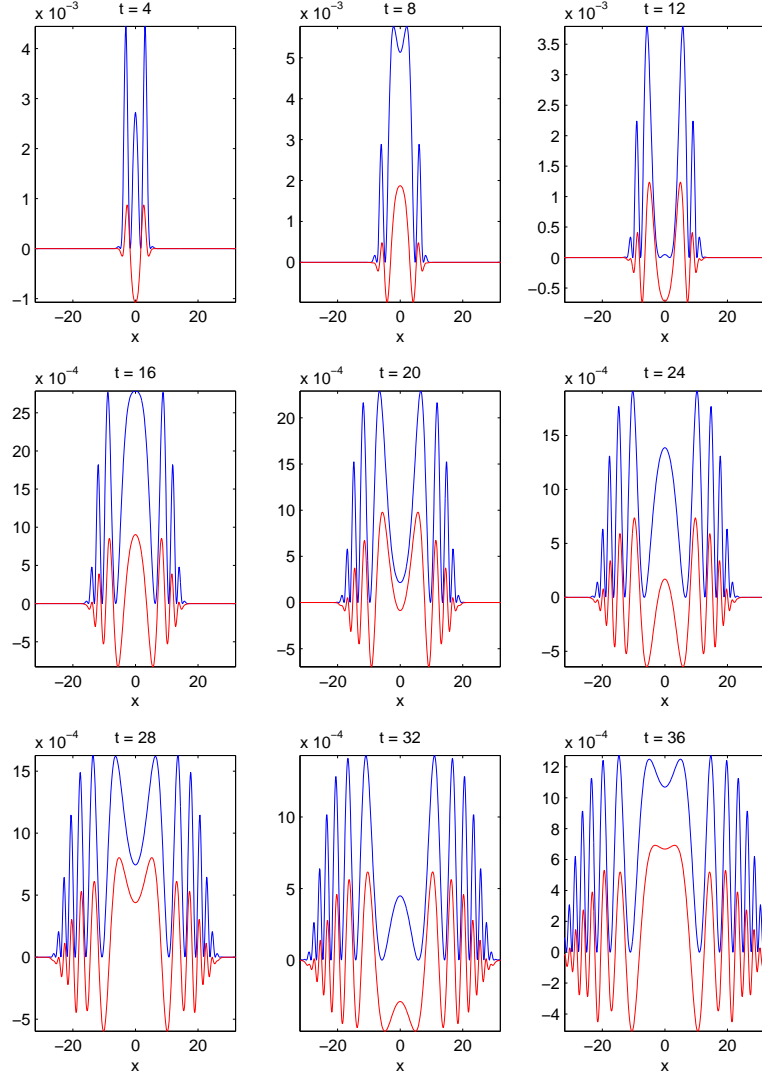 t = 4
x 10⁻³
4
3
2
1
0
−1
−20 0 20
x
t = 8
x 10⁻³
5
4
3
2
1
0
−20 0 20
x
t = 12
x 10⁻³
3.5
3
2.5
2
1.5
1
0.5
0
−0.5
−20 0 20
x
t = 16
x 10⁻⁴
25
20
15
10
5
0
−5
−20 0 20
x
t = 20
x 10⁻⁴
20
15
10
5
0
−5
−20 0 20
x
t = 24
x 10⁻⁴
15
10
5
0
−5
−20 0 20
x
t = 28
x 10⁻⁴
15
10
5
0
−5
−20 0 20
x
t = 32
x 10⁻⁴
10
5
0
−20 0 20
x
t = 36
x 10⁻⁴
12
10
8
6
4
2
0
−2
−4
−20 0 20
x